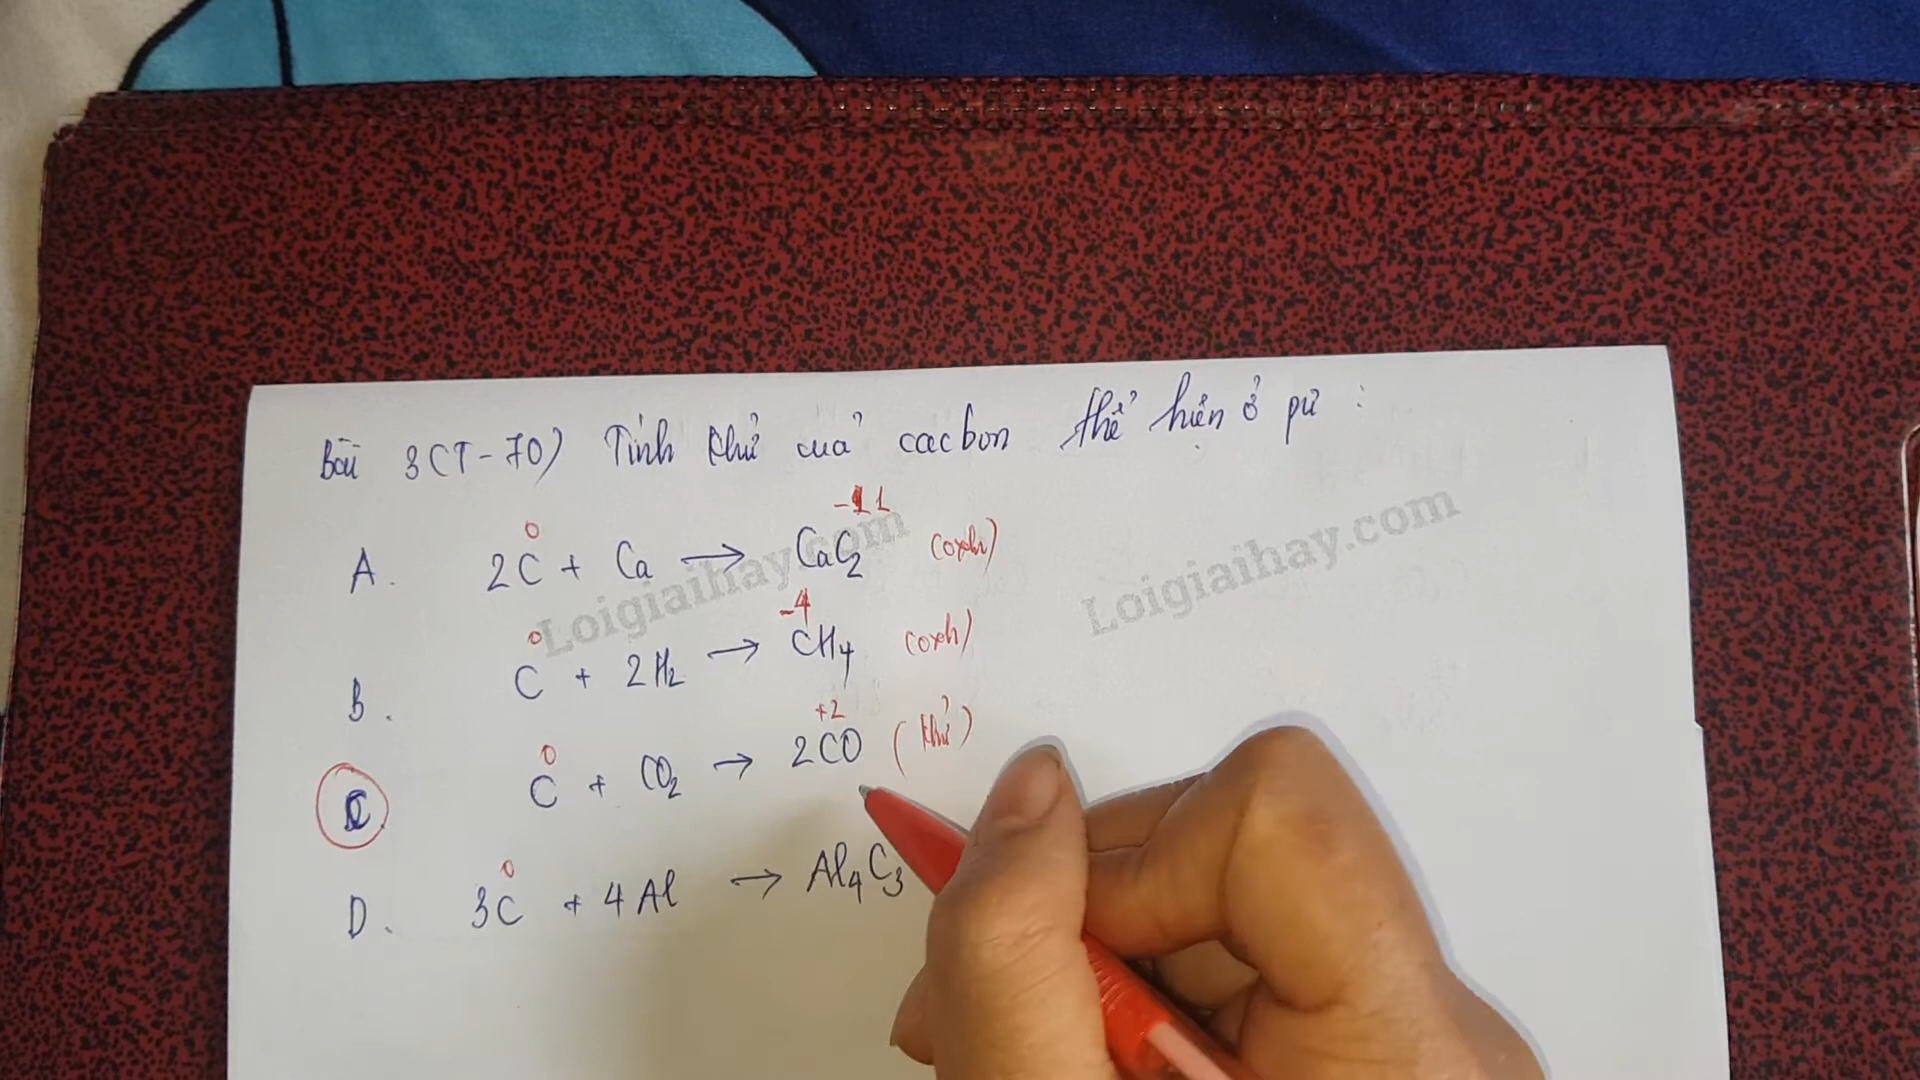 Bài 3 (T-70) Tính khử của cacbon thể hiện ở pứ :
-1
0
A. 2C + Ca → CaC2 (oxh)
0 -4
B. C + 2H2 → CH4 (oxh)
0 +2
C. C + CO2 → 2CO (khử)
0
D. 3C + 4Al → Al4C3
Loigiaihay.com
Loigiaihay.com